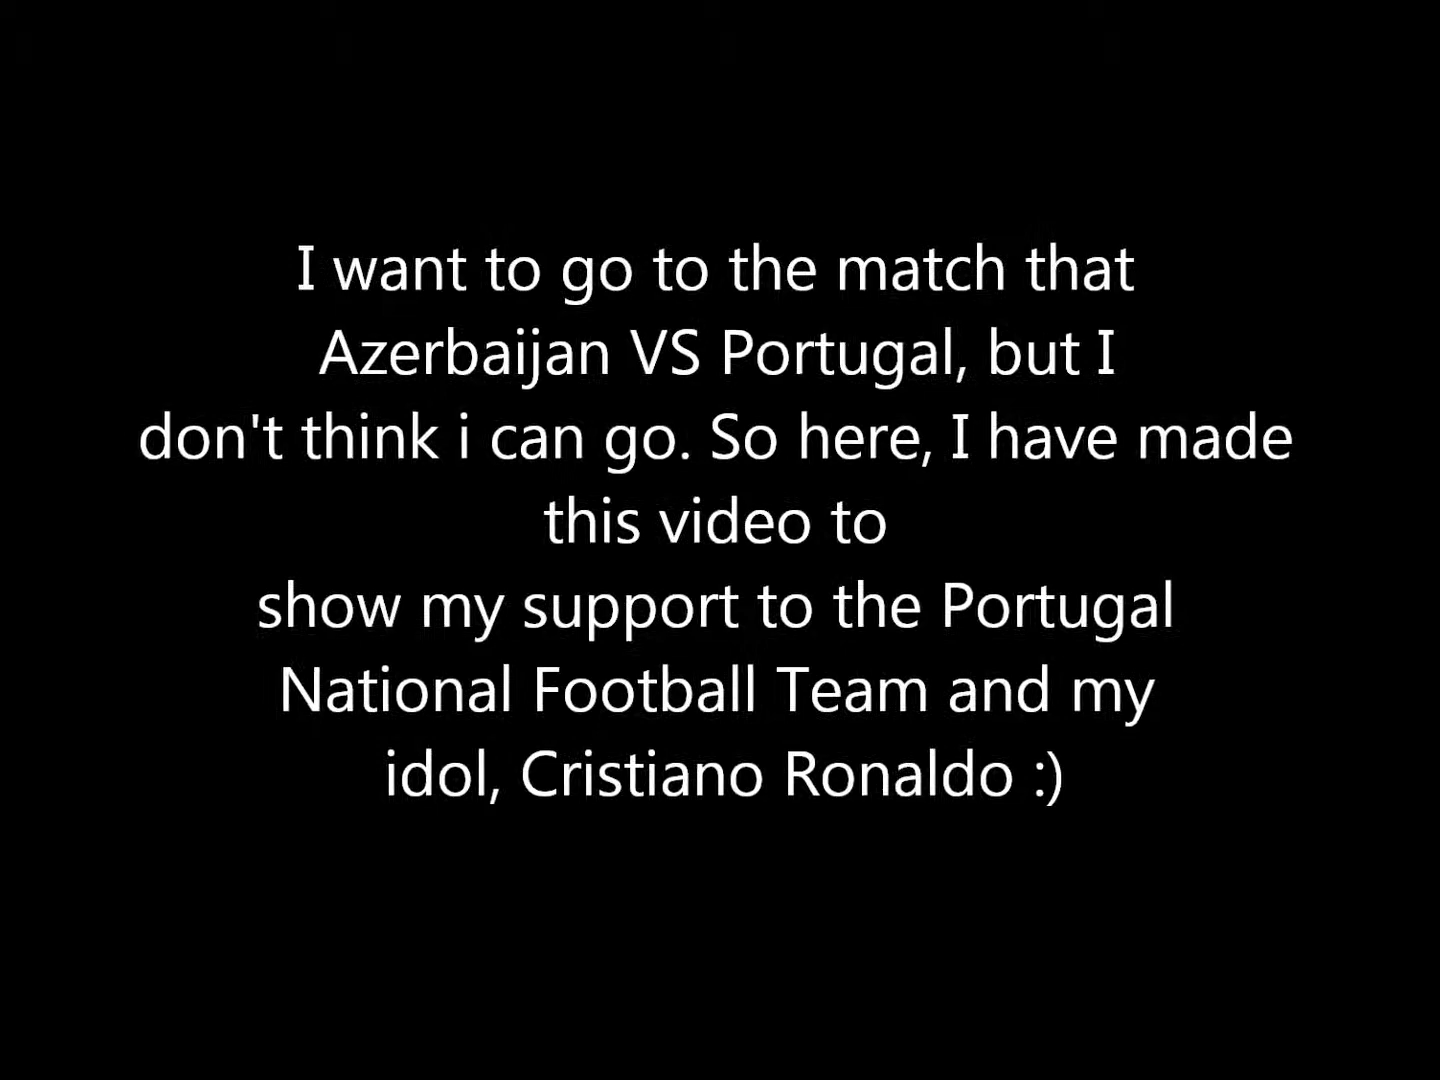 I want to go to the match that
Azerbaijan VS Portugal, but I
don't think i can go. So here, I have made
this video to
show my support to the Portugal
National Football Team and my
idol, Cristiano Ronaldo :)